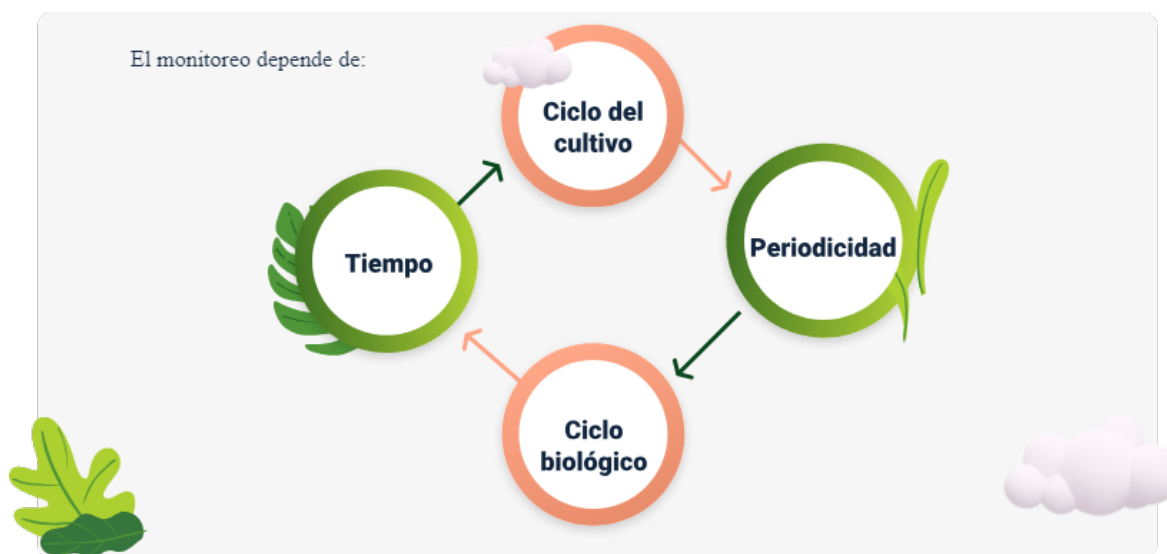 El monitoreo depende de:
Ciclo del
cultivo
Periodicidad
Tiempo
Ciclo
biológico